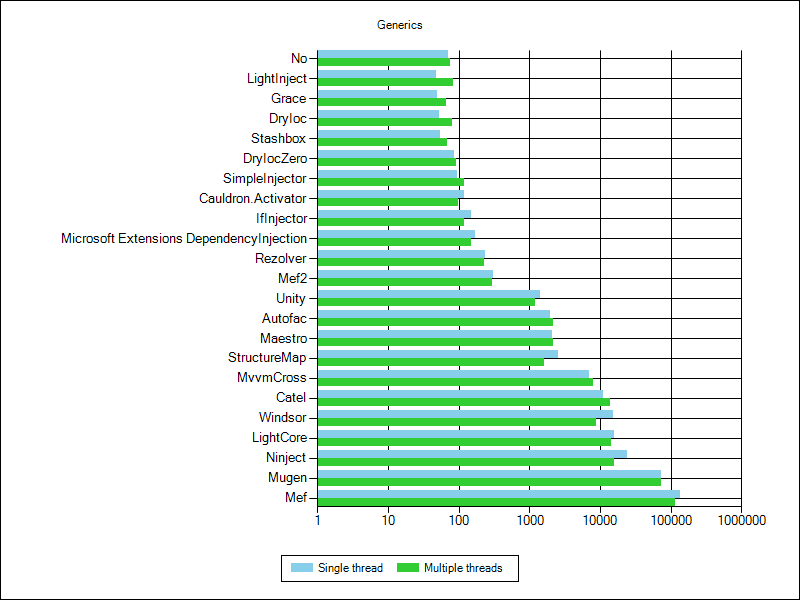 Generics
No
LightInject
Grace
DryIoc
Stashbox
DryIocZero
SimpleInjector
Cauldron.Activator
IfInjector
Microsoft Extensions DependencyInjection
Rezolver
Mef2
Unity
Autofac
Maestro
StructureMap
MvvmCross
Catel
Windsor
LightCore
Ninject
Mugen
Mef
1 10 100 1000 10000 100000 1000000
Single thread Multiple threads